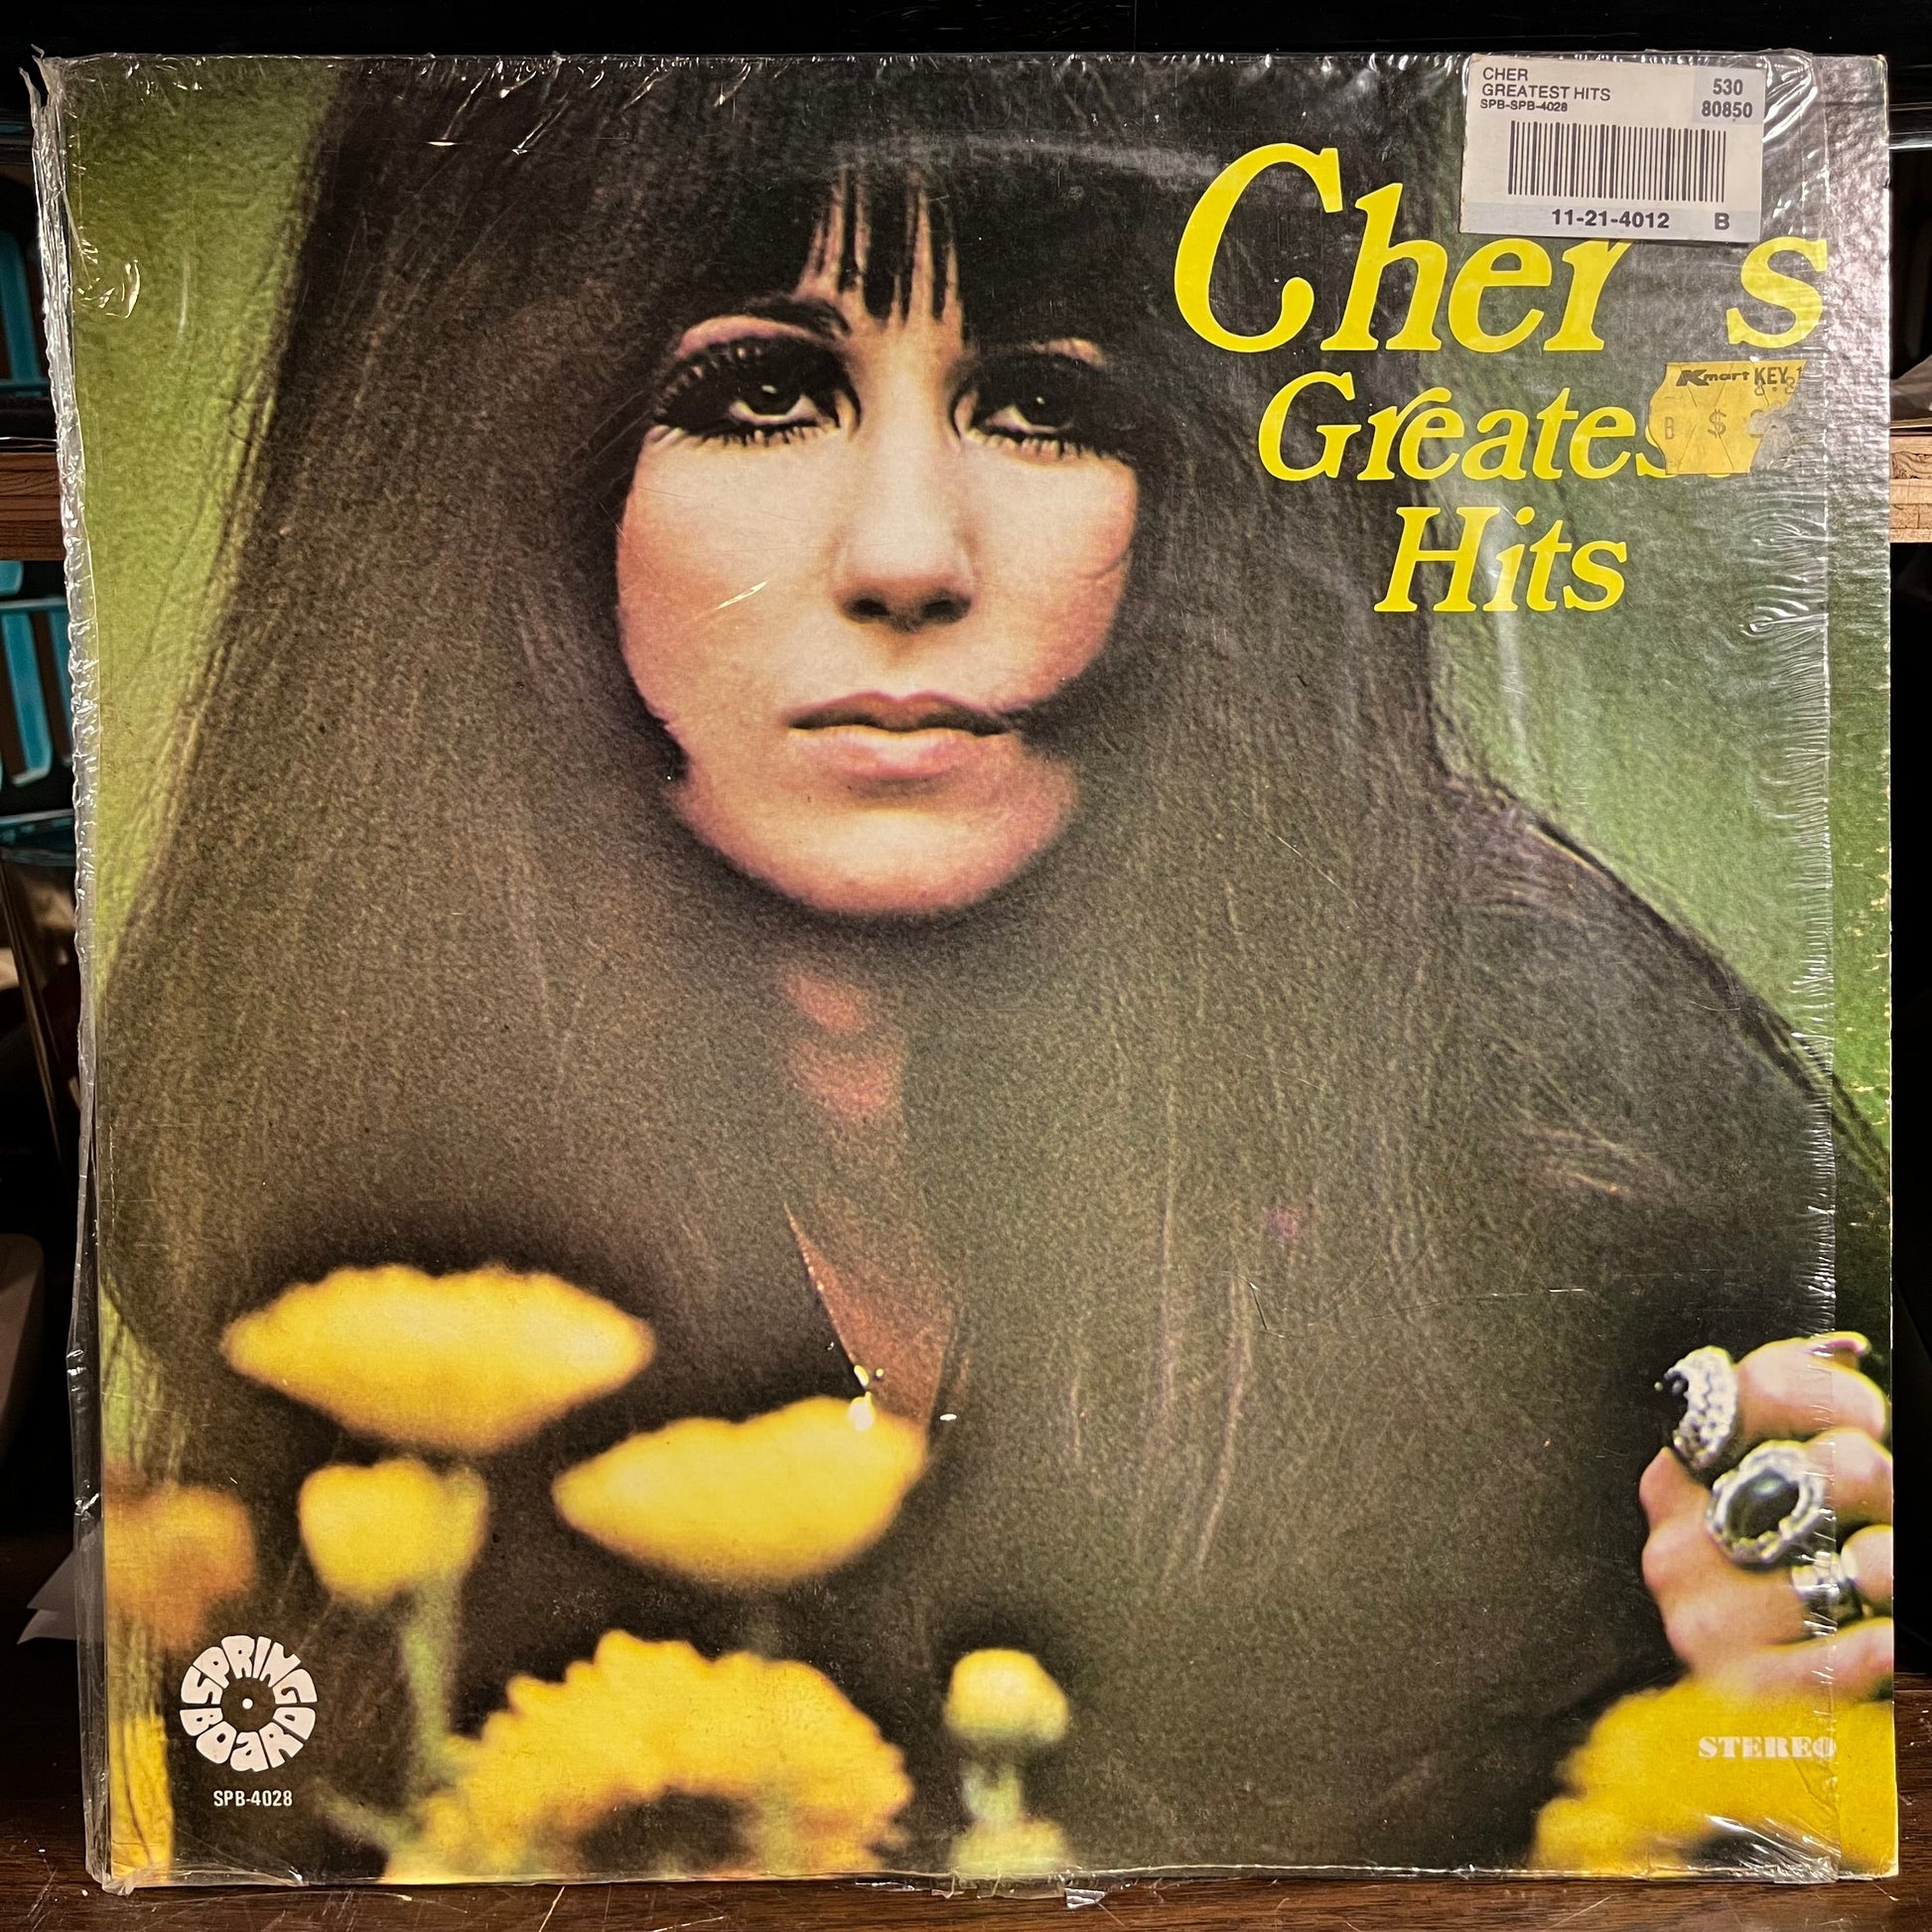 CHER
GREATEST HITS
SPB-SPB-4028
530
80850
11-21-4012 B
Cher s
Greates
Hits
Kmart KEY
B $
SPRINGBOARD
SPB-4028
STEREO